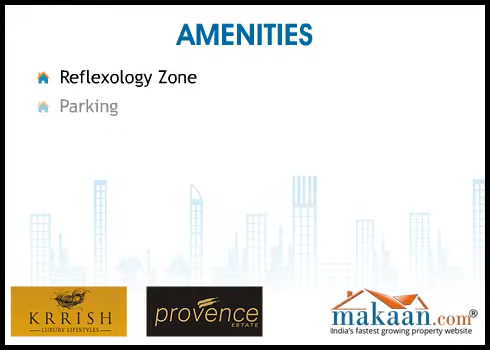 AMENITIES
Reflexology Zone
Parking
KRRISH
LUXURY LIFESTYLES
provence
ESTATE
makaan.com®
India's fastest growing property website